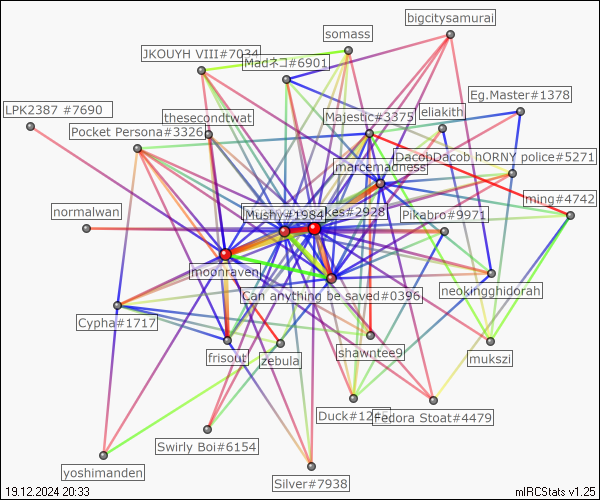 bigcitysamurai
somass
JKOUYH VIII#7034
Madネコ#6901
Eg.Master#1378
LPK2387 #7690
thesecondtwat
Majestic#3375
eliakith
Pocket Persona#3326
DacobDacob hORNY police#5271
marcemadness
ming#4742
normalwan
Mushy#1984
kes#2928
Pikabro#9971
moonraven
Can anything be saved#0396
neokingghidorah
Cypha#1717
frisout
zebula
shawntee9
mukszi
Duck#12
Fedora Stoat#4479
Swirly Boi#6154
yoshimanden
Silver#7938
19.12.2024 20:33
mIRCStats v1.25